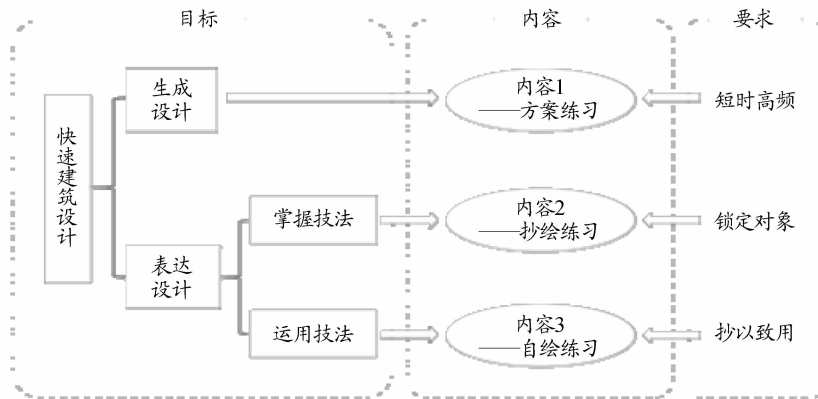 目标
内容
要求
快速建筑设计
生成
设计
内容1
——方案练习
短时高频
掌握技法
内容2
——抄绘练习
锁定对象
表达
设计
运用技法
内容3
——自绘练习
抄以致用